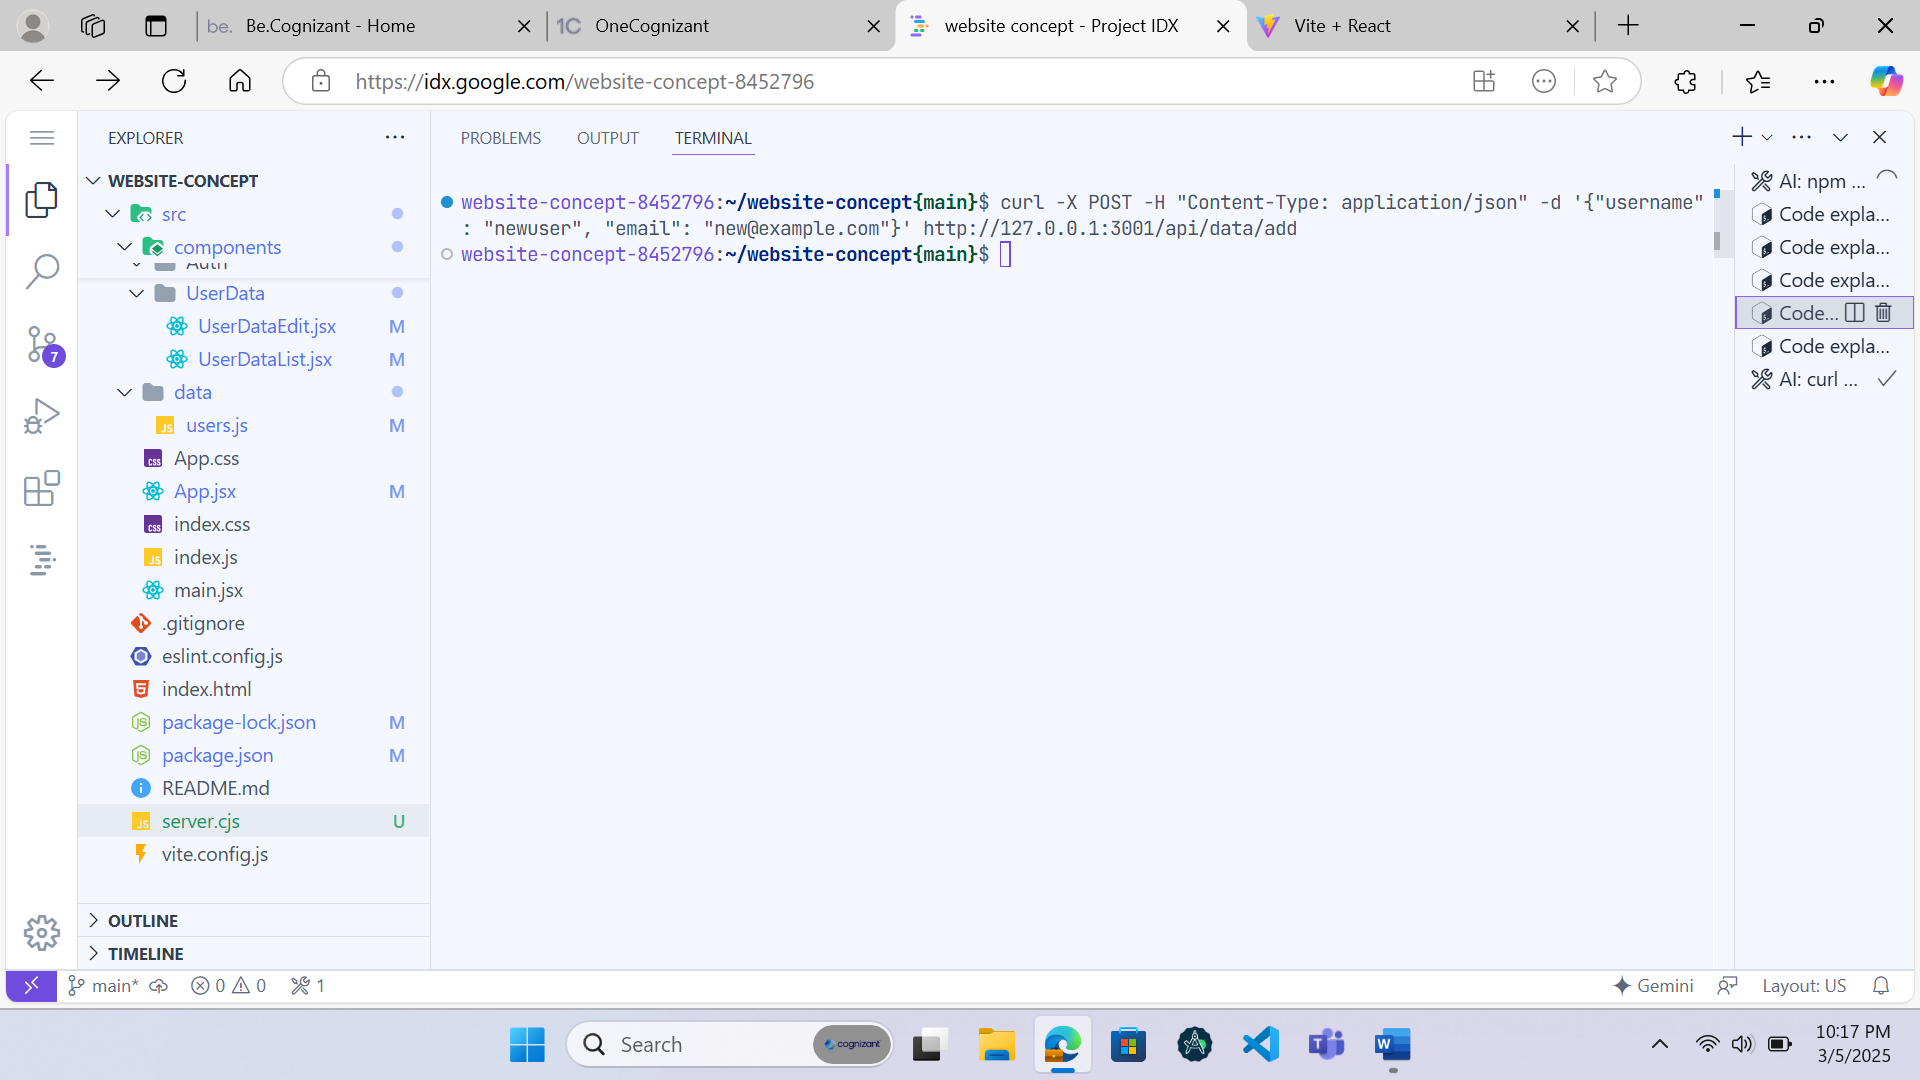 be. Be.Cognizant - Home
1C OneCognizant
website concept - Project IDX
Vite + React
https://idx.google.com/website-concept-8452796
EXPLORER
WEBSITE-CONCEPT
src
components
Auth
UserData
UserDataEdit.jsx M
UserDataList.jsx M
data
JS users.js M
css App.css
App.jsx M
css index.css
JS index.js
main.jsx
.gitignore
eslint.config.js
index.html
package-lock.json M
package.json M
README.md
JS server.cjs U
vite.config.js
OUTLINE
TIMELINE
7
PROBLEMS OUTPUT TERMINAL
website-concept-8452796:~/website-concept{main}$ curl -X POST -H "Content-Type: application/json" -d '{"username"
: "newuser", "email": "new@example.com"}' http://127.0.0.1:3001/api/data/add
website-concept-8452796:~/website-concept{main}$
AI: npm ...
Code expla...
Code expla...
Code expla...
Code...
Code expla...
AI: curl ...
main* 0 0 1
Gemini Layout: US
Search cognizant
10:17 PM
3/5/2025